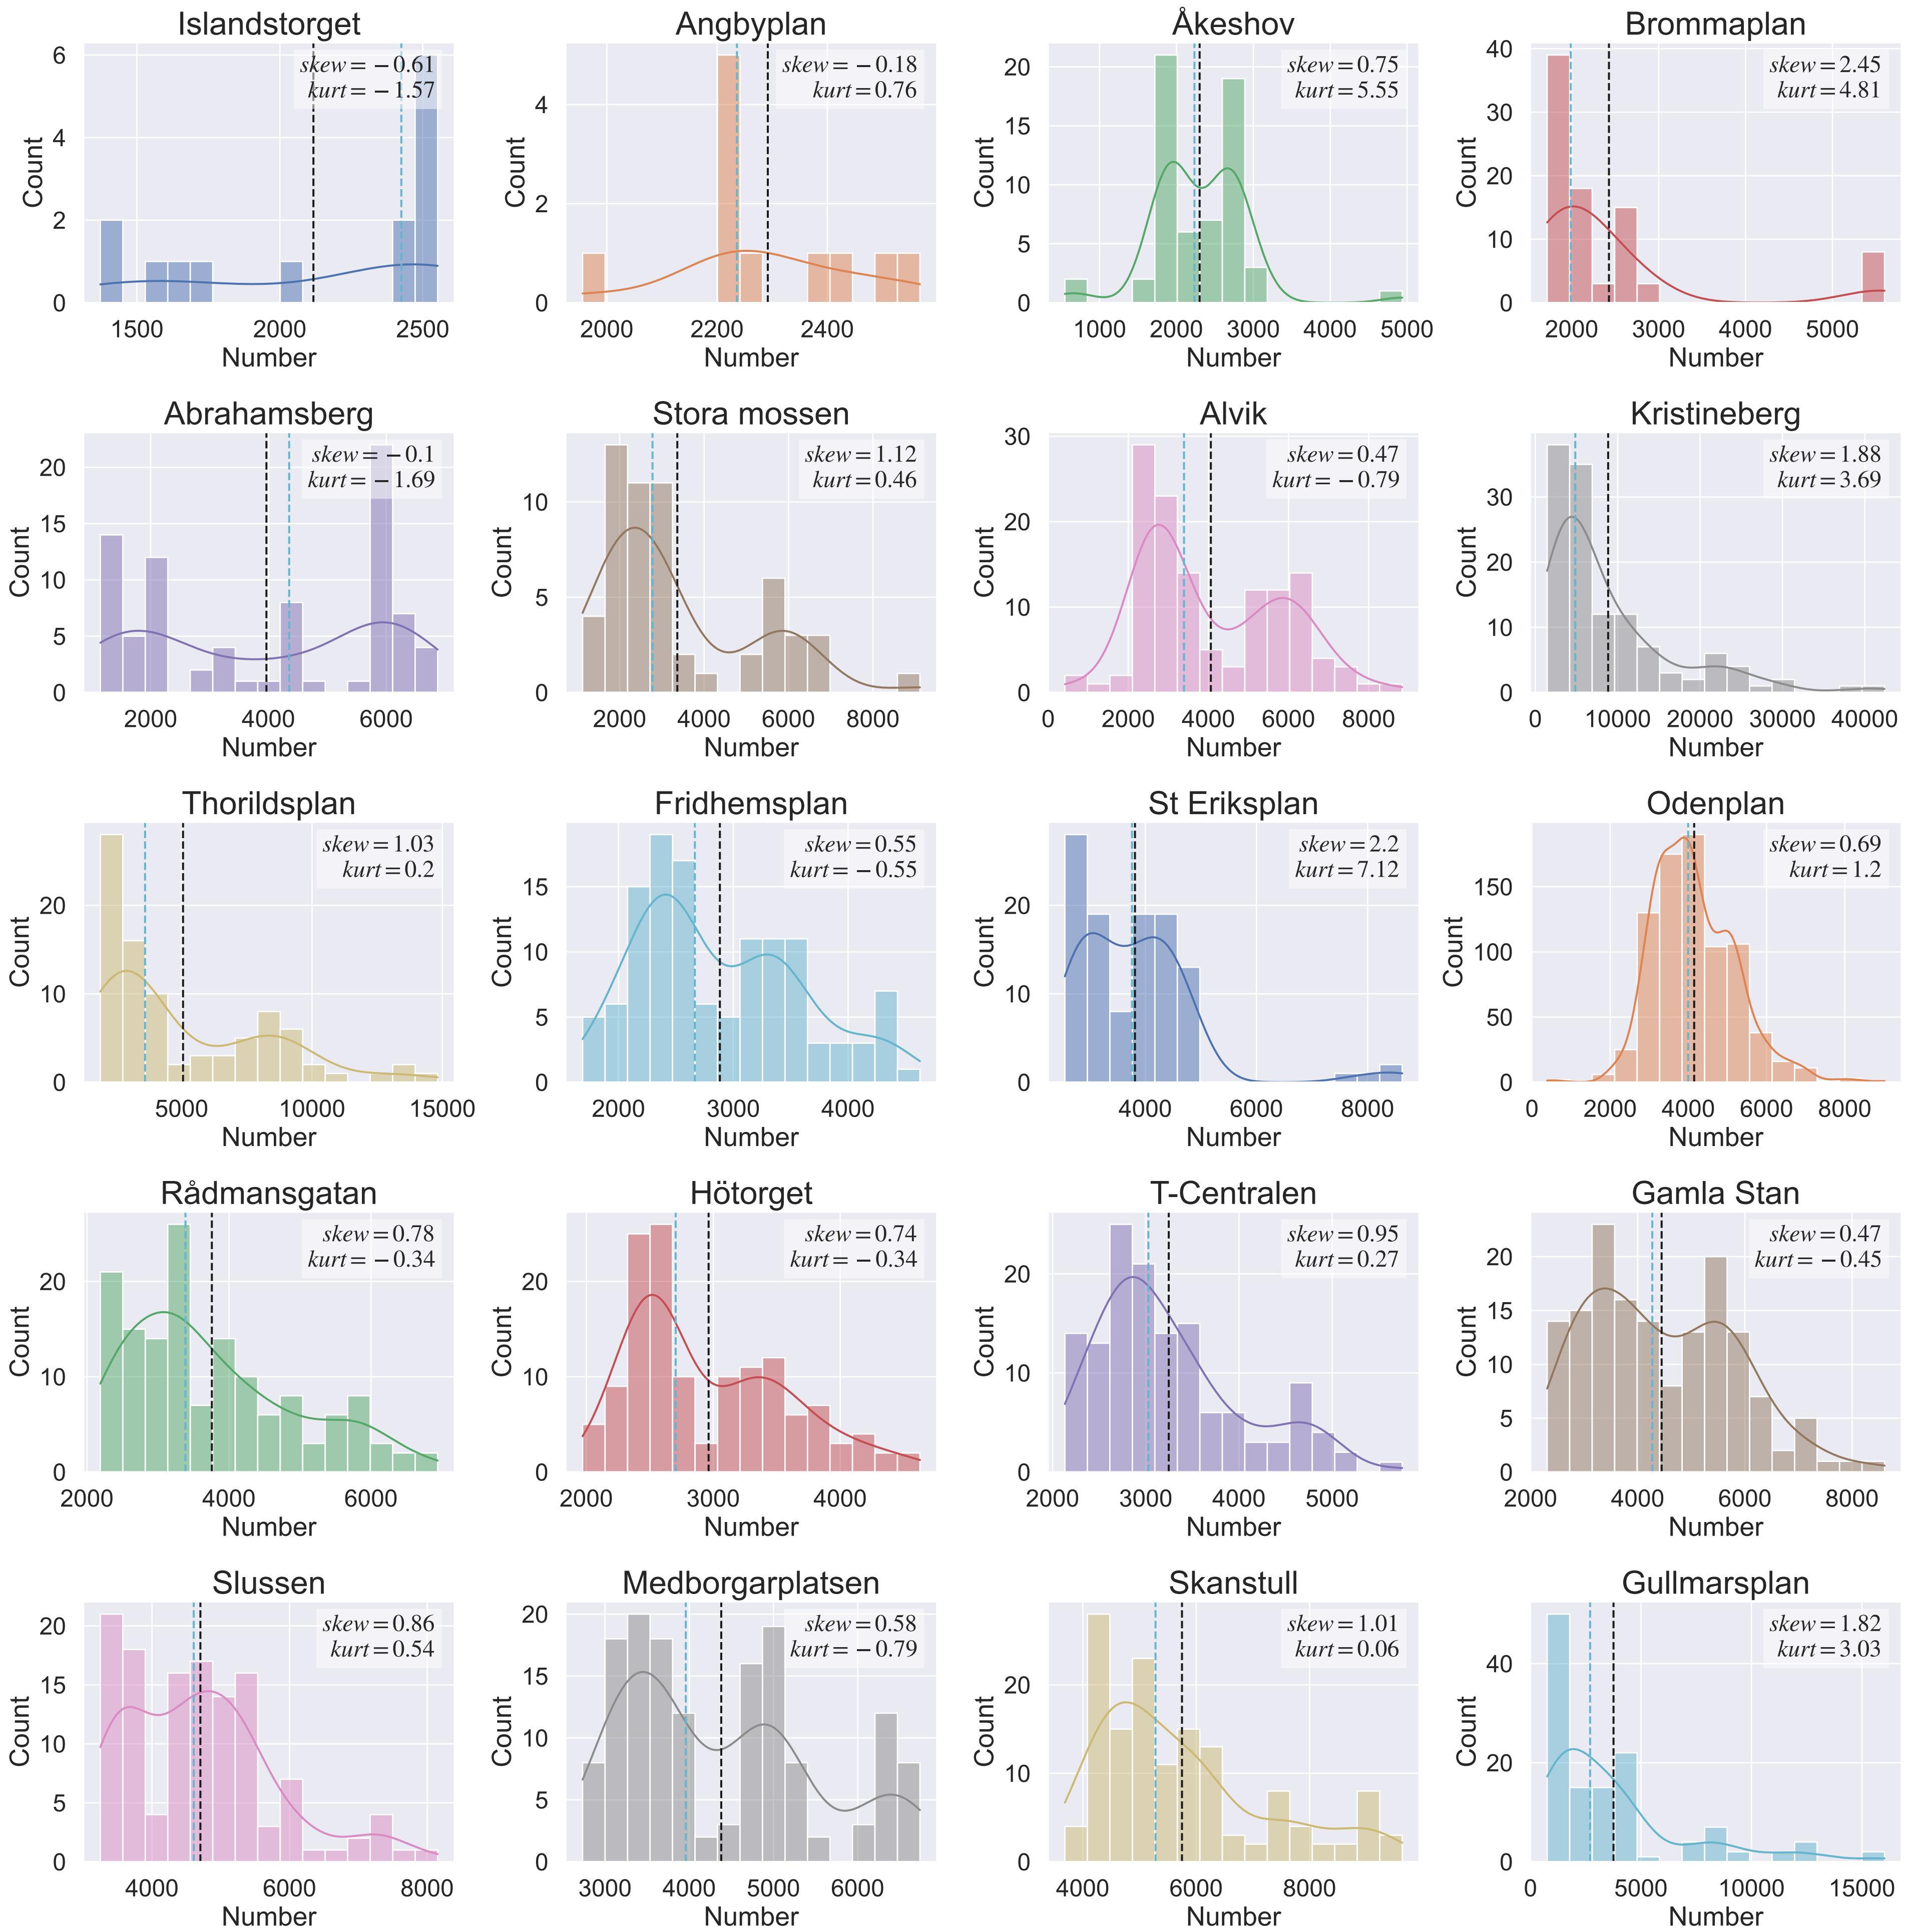 Islandstorget
skew = −0.61
kurt = −1.57
Count
6
4
2
0
1500 2000 2500
Number
Angbyplan
skew = −0.18
kurt = 0.76
Count
4
2
0
2000 2200 2400
Number
Åkeshov
skew = 0.75
kurt = 5.55
Count
20
15
10
5
0
1000 2000 3000 4000 5000
Number
Brommaplan
skew = 2.45
kurt = 4.81
Count
40
30
20
10
0
2000 3000 4000 5000
Number
Abrahamsberg
skew = −0.1
kurt = −1.69
Count
20
15
10
5
0
2000 4000 6000
Number
Stora mossen
skew = 1.12
kurt = 0.46
Count
10
5
0
2000 4000 6000 8000
Number
Alvik
skew = 0.47
kurt = −0.79
Count
30
20
10
0
0 2000 4000 6000 8000
Number
Kristineberg
skew = 1.88
kurt = 3.69
Count
30
20
10
0
0 10000 20000 30000 40000
Number
Thorildsplan
skew = 1.03
kurt = 0.2
Count
20
10
0
5000 10000 15000
Number
Fridhemsplan
skew = 0.55
kurt = −0.55
Count
15
10
5
0
2000 3000 4000
Number
St Eriksplan
skew = 2.2
kurt = 7.12
Count
20
10
0
4000 6000 8000
Number
Odenplan
skew = 0.69
kurt = 1.2
Count
150
100
50
0
0 2000 4000 6000 8000
Number
Rådmansgatan
skew = 0.78
kurt = −0.34
Count
20
10
0
2000 4000 6000
Number
Hötorget
skew = 0.74
kurt = −0.34
Count
20
10
0
2000 3000 4000
Number
T-Centralen
skew = 0.95
kurt = 0.27
Count
20
10
0
2000 3000 4000 5000
Number
Gamla Stan
skew = 0.47
kurt = −0.45
Count
20
15
10
5
0
2000 4000 6000 8000
Number
Slussen
skew = 0.86
kurt = 0.54
Count
20
15
10
5
0
4000 6000 8000
Number
Medborgarplatsen
skew = 0.58
kurt = −0.79
Count
20
15
10
5
0
3000 4000 5000 6000
Number
Skanstull
skew = 1.01
kurt = 0.06
Count
20
10
0
4000 6000 8000
Number
Gullmarsplan
skew = 1.82
kurt = 3.03
Count
40
20
0
0 5000 10000 15000
Number